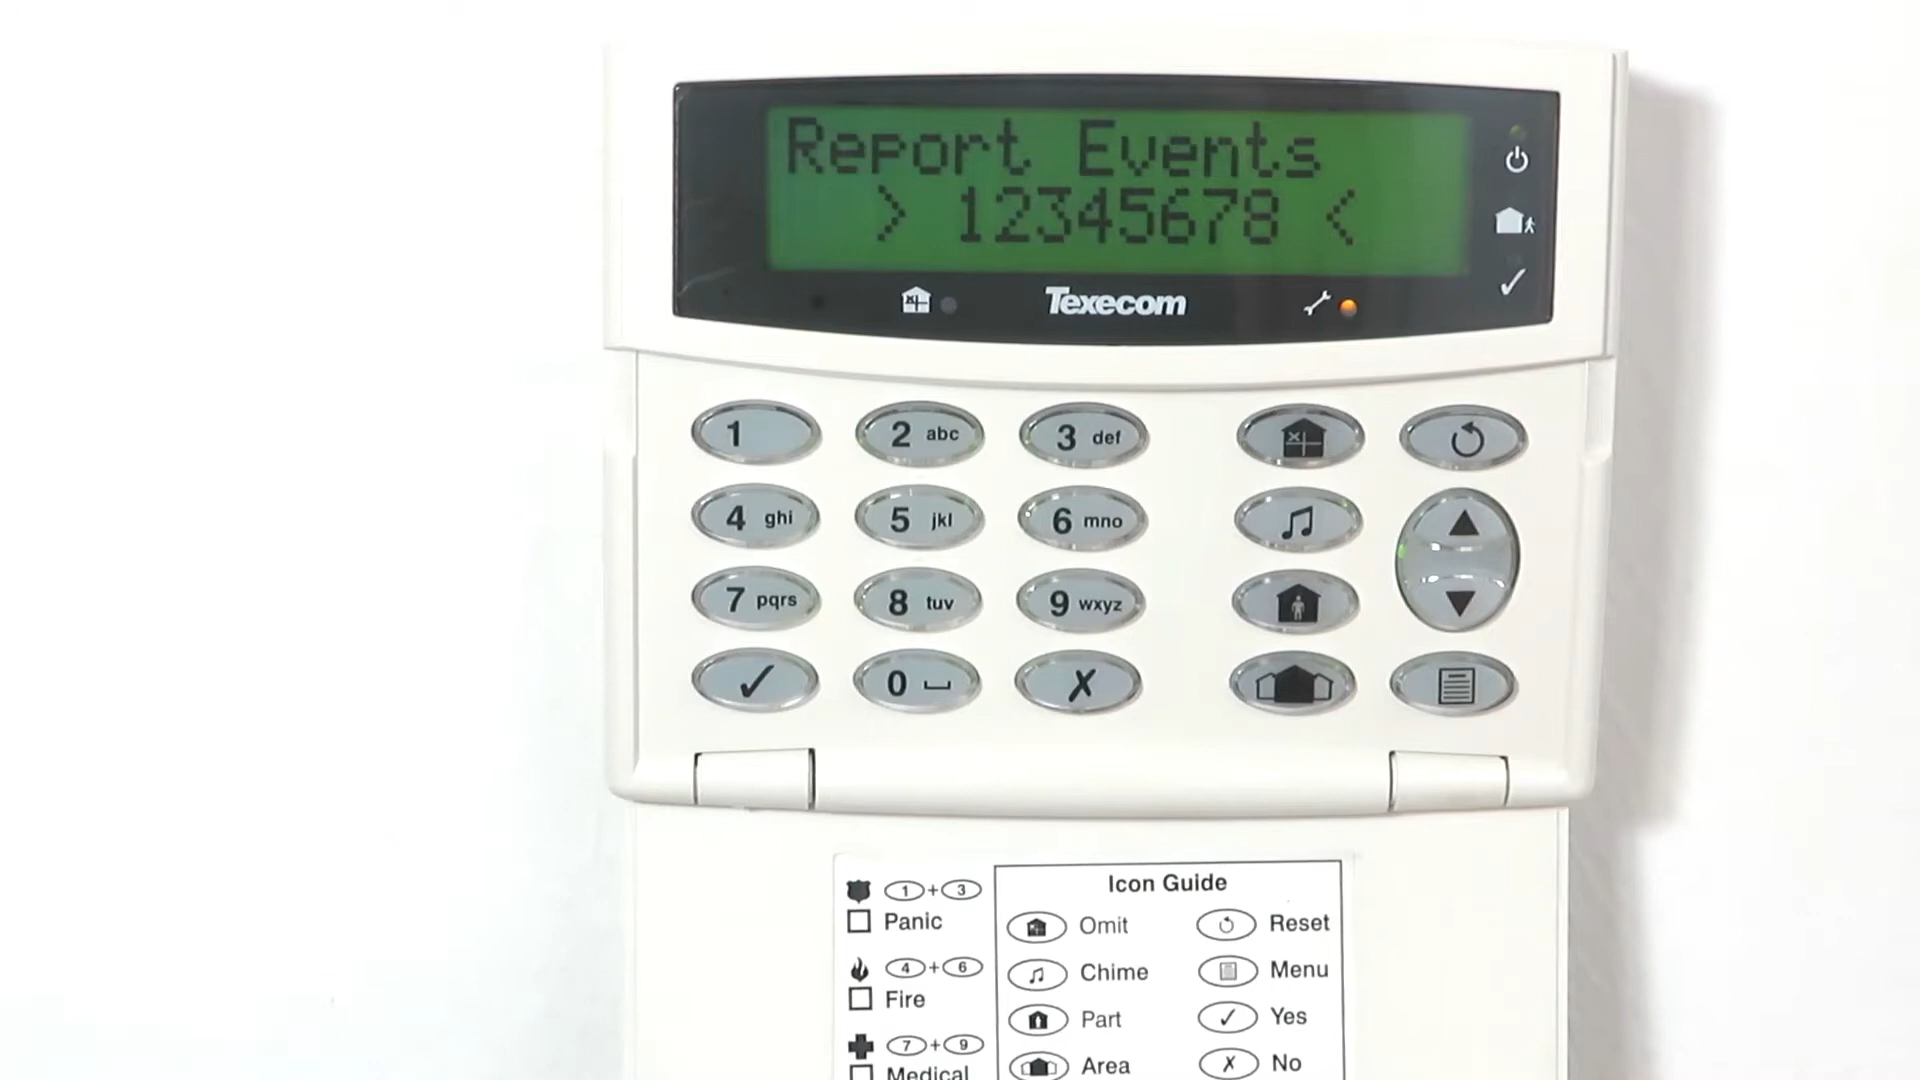 Report Events
> 12345678 <
Texecom
1
2 abc
3 def
4 ghi
5 jkl
6 mno
7 pqrs
8 tuv
9 wxyz
✓
0
✗
1 + 3
Panic
4 + 6
Fire
7 + 9
Medical
Icon Guide
Omit
Reset
Chime
Menu
Part
Yes
Area
No